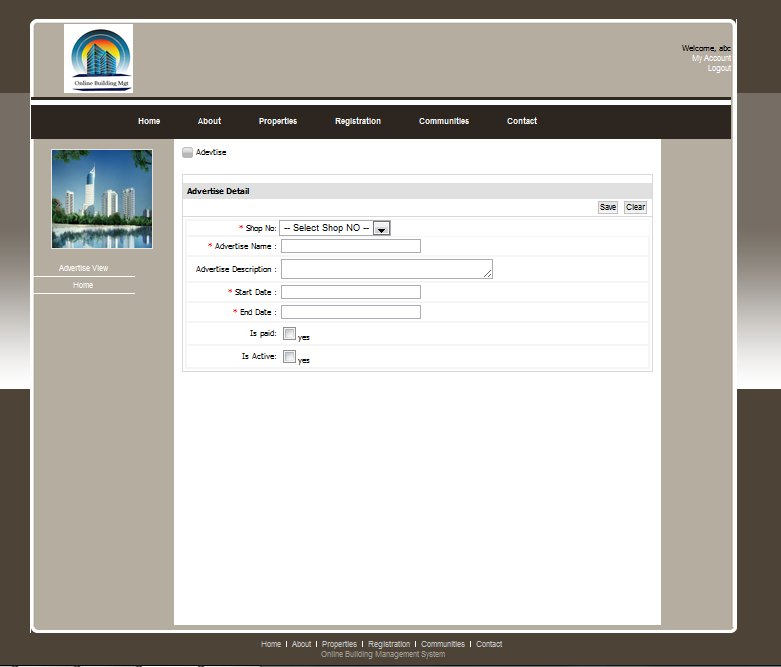 Online Building Mgt
Welcome, abc
My Account
Logout
Home About Properties Registration Communities Contact
Adevtise
Advertise Detail
Save Clear
* Shop No: -- Select Shop NO --
* Advertise Name :
Advertise View
Advertise Description :
Home
* Start Date :
* End Date :
Is paid: yes
Is Active: yes
Home | About | Properties | Registration | Communities | Contact
Online Building Management System